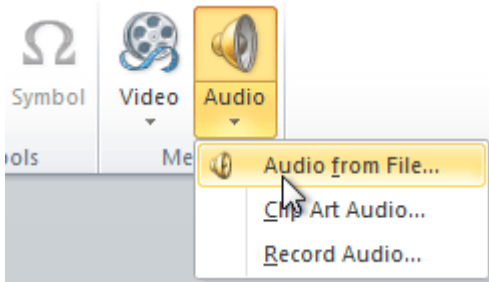 Ω
Symbol Video Audio
ools Me
Audio from File...
Clip Art Audio...
Record Audio...